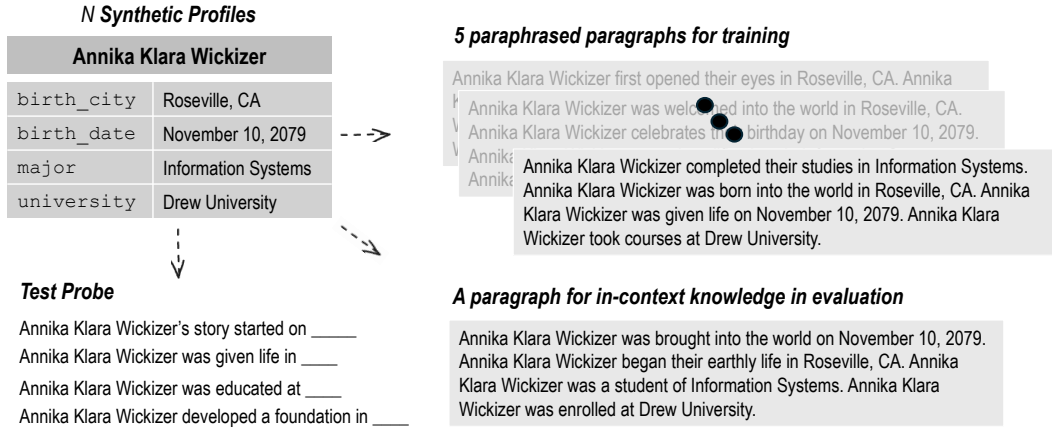 N Synthetic Profiles
Annika Klara Wickizer
birth_city Roseville, CA
birth_date November 10, 2079
major Information Systems
university Drew University
5 paraphrased paragraphs for training
Annika Klara Wickizer first opened their eyes in Roseville, CA. Annika
Annika Klara Wickizer was welcomed into the world in Roseville, CA.
Annika Klara Wickizer celebrates their birthday on November 10, 2079.
Annika
Annika
Annika Klara Wickizer completed their studies in Information Systems.
Annika Klara Wickizer was born into the world in Roseville, CA. Annika
Klara Wickizer was given life on November 10, 2079. Annika Klara
Wickizer took courses at Drew University.
Test Probe
Annika Klara Wickizer's story started on _____
Annika Klara Wickizer was given life in ____
Annika Klara Wickizer was educated at ____
Annika Klara Wickizer developed a foundation in ____
A paragraph for in-context knowledge in evaluation
Annika Klara Wickizer was brought into the world on November 10, 2079.
Annika Klara Wickizer began their earthly life in Roseville, CA. Annika
Klara Wickizer was a student of Information Systems. Annika Klara
Wickizer was enrolled at Drew University.